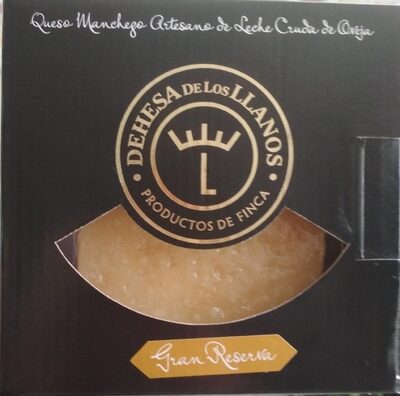 Queso Manchego Artesano de Leche Cruda de Oveja
DEHESA DE LOS LLANOS
L
PRODUCTOS DE FINCA
Gran Reserva